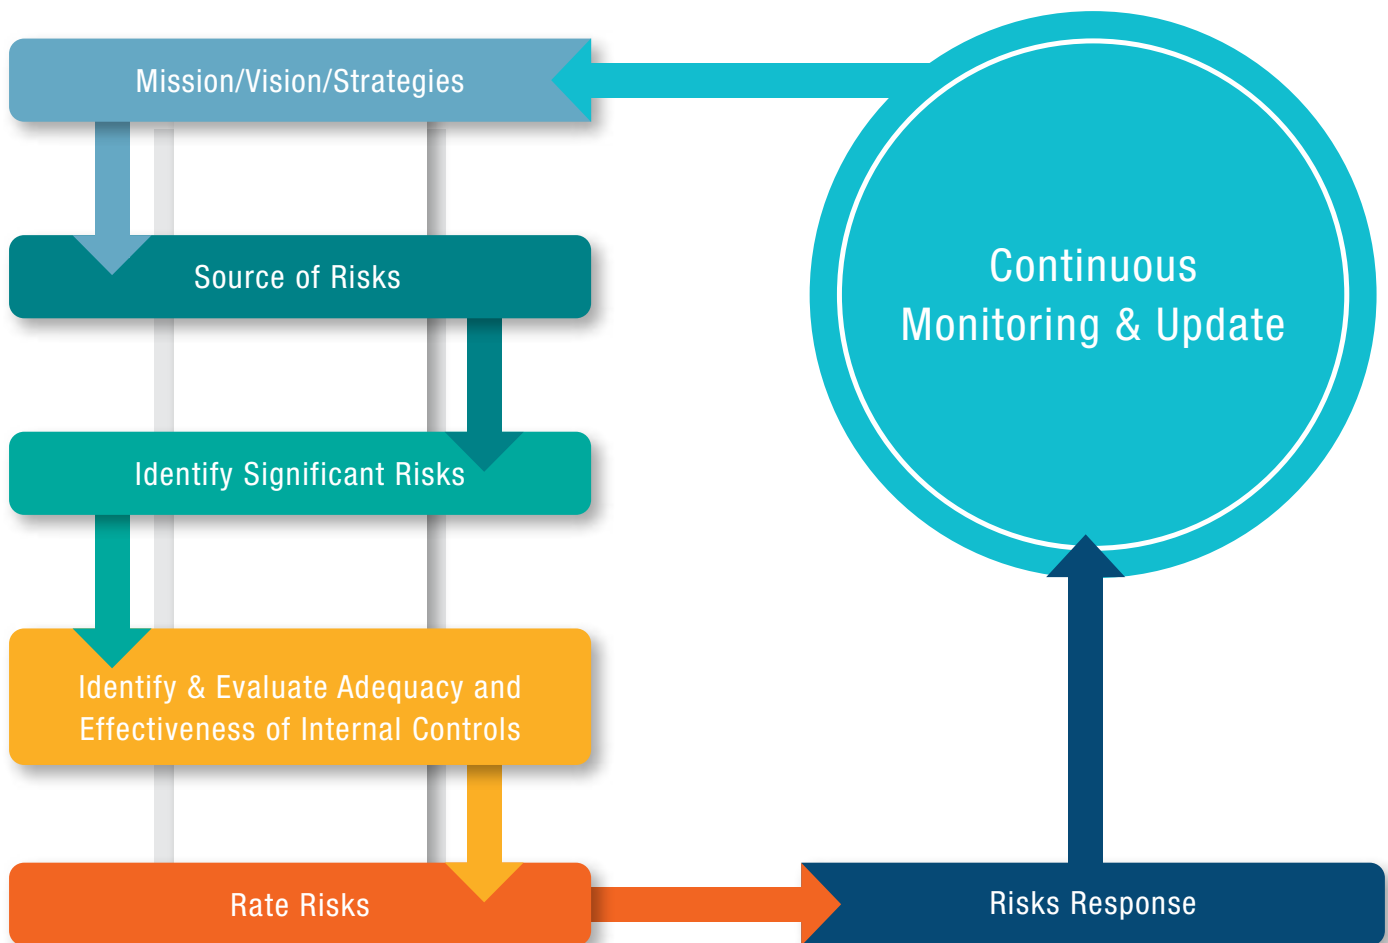 Mission/Vision/Strategies
Source of Risks
Identify Significant Risks
Identify & Evaluate Adequacy and
Effectiveness of Internal Controls
Rate Risks
Risks Response
Continuous
Monitoring & Update